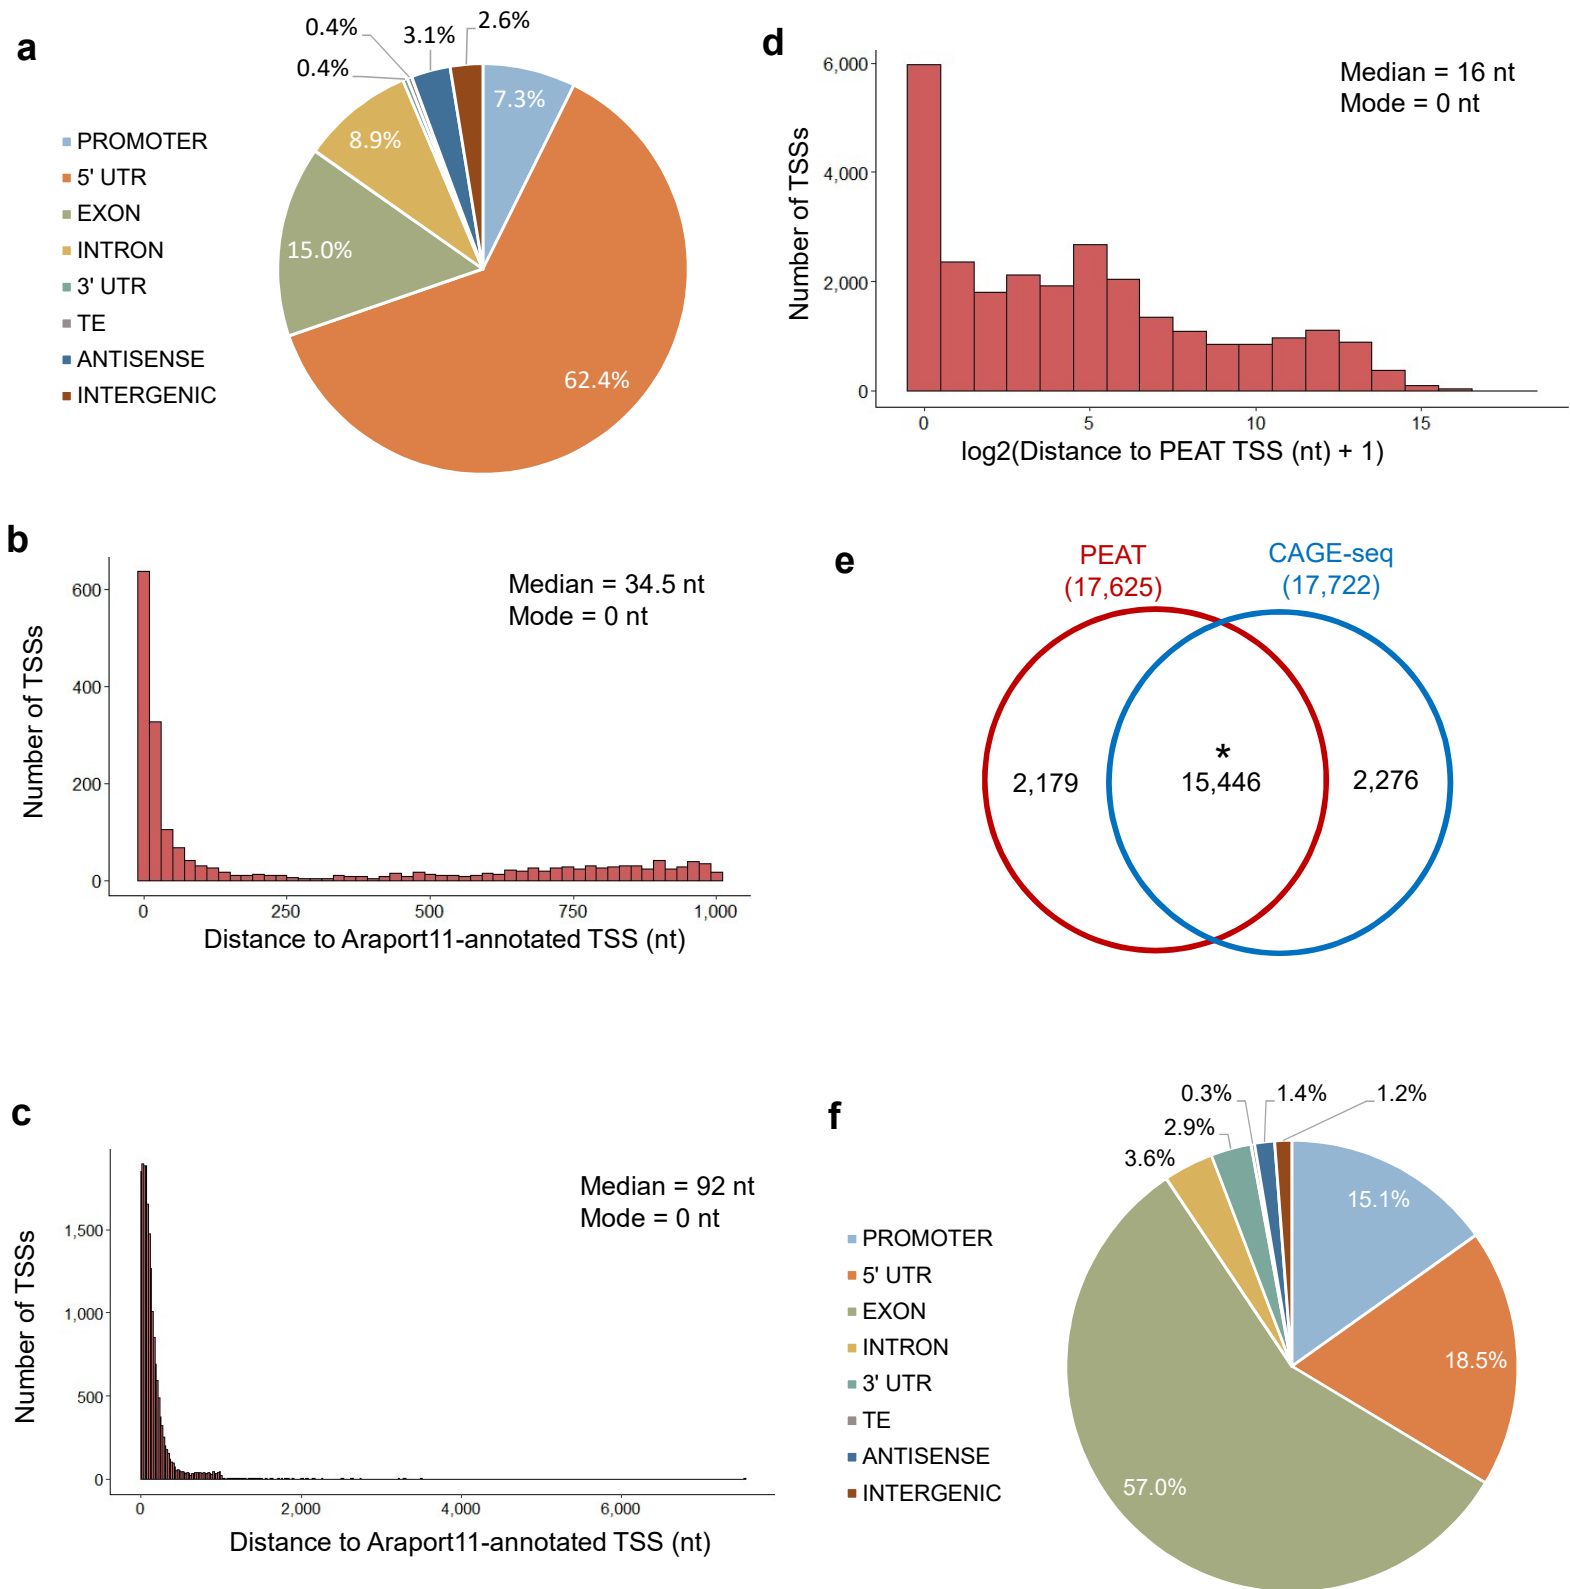 a
0.4%
0.4%
3.1%
2.6%
7.3%
8.9%
15.0%
62.4%
PROMOTER
5' UTR
EXON
INTRON
3' UTR
TE
ANTISENSE
INTERGENIC
d
Median = 16 nt
Mode = 0 nt
Number of TSSs
6,000
4,000
2,000
0
0 5 10 15
log2(Distance to PEAT TSS (nt) + 1)
b
Median = 34.5 nt
Mode = 0 nt
Number of TSSs
600
400
200
0
0 250 500 750 1,000
Distance to Araport11-annotated TSS (nt)
e
PEAT
(17,625)
CAGE-seq
(17,722)
*
2,179 15,446 2,276
c
Median = 92 nt
Mode = 0 nt
Number of TSSs
1,500
1,000
500
0
0 2,000 4,000 6,000
Distance to Araport11-annotated TSS (nt)
f
0.3%
1.4%
1.2%
2.9%
3.6%
15.1%
18.5%
57.0%
PROMOTER
5' UTR
EXON
INTRON
3' UTR
TE
ANTISENSE
INTERGENIC